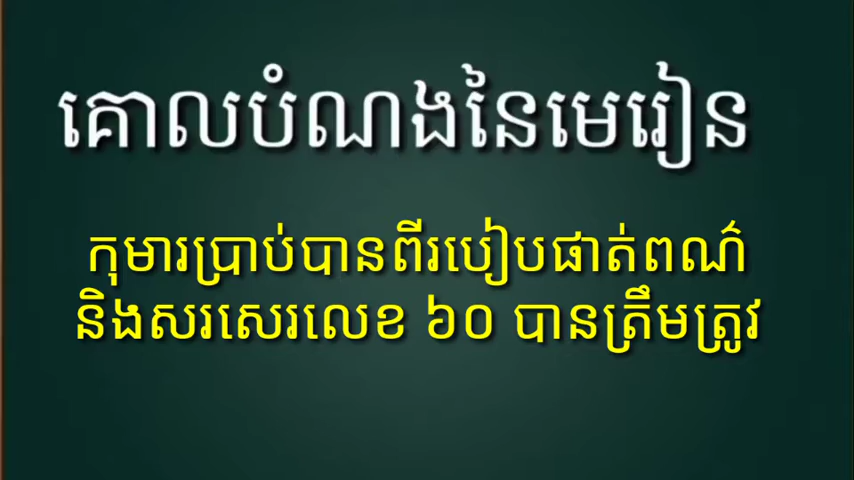 គោលបំណងនៃមេរៀន
កុមារប្រាប់បានពីរបៀបផាត់ពណ៌
និងសរសេរលេខ ៦០ បានត្រឹមត្រូវ